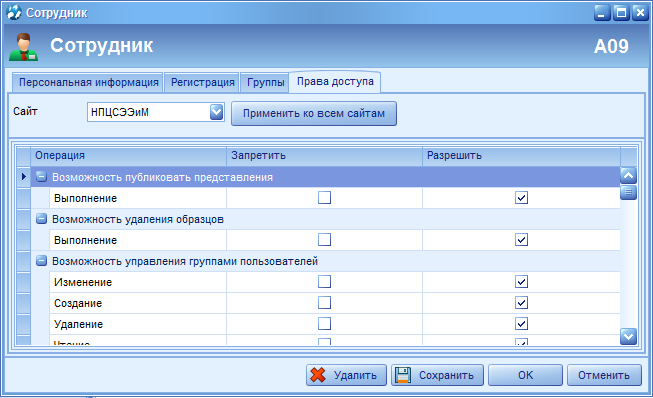 Сотрудник
Сотрудник A09
Персональная информация Регистрация Группы Права доступа
Сайт НПЦСЭЭиМ Применить ко всем сайтам
Операция Запретить Разрешить
Возможность публиковать представления
Выполнение
Возможность удаления образцов
Выполнение
Возможность управления группами пользователей
Изменение
Создание
Удаление
Чтение
Удалить Сохранить OK Отменить